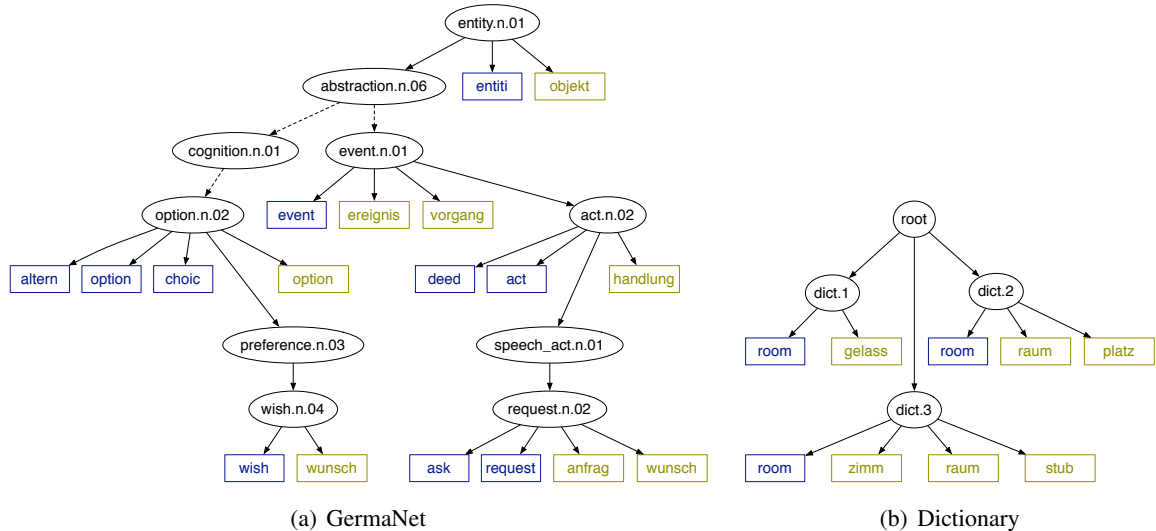 entity.n.01
abstraction.n.06
entiti
objekt
cognition.n.01
event.n.01
option.n.02
event
ereignis
vorgang
act.n.02
root
altern
option
choic
option
deed
act
handlung
dict.1
dict.2
preference.n.03
speech_act.n.01
room
gelass
room
raum
platz
wish.n.04
request.n.02
dict.3
wish
wunsch
ask
request
anfrag
wunsch
room
zimm
raum
stub
(a) GermaNet
(b) Dictionary